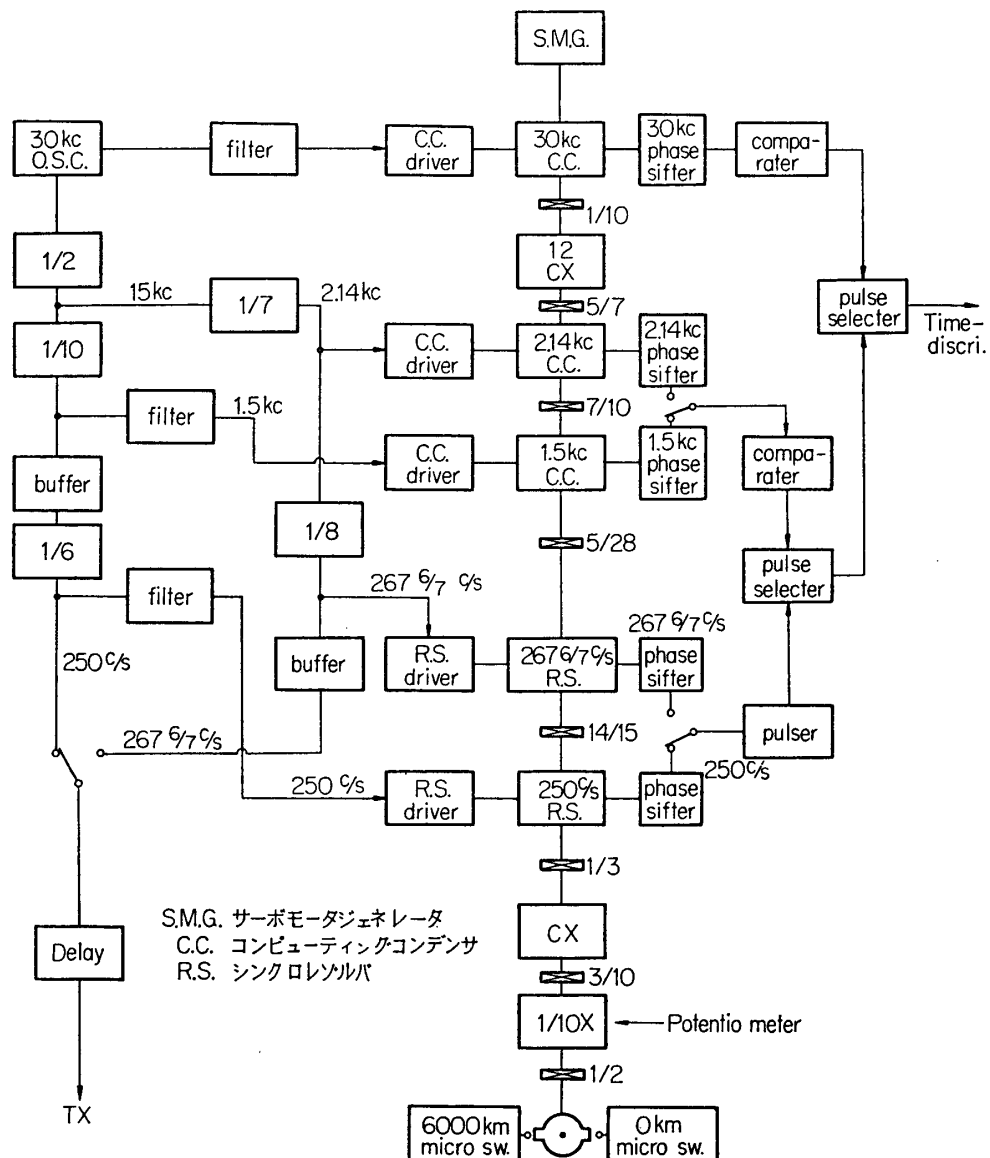 S.M.G.
30kc
O.S.C.
filter
C.C.
driver
30kc
C.C.
30kc
phase
sifter
compa-
rater
1/10
1/2
12
CX
15kc
1/7
2.14kc
5/7
pulse
selecter
Time-
discri.
1/10
C.C.
driver
2.14kc
C.C.
2.14kc
phase
sifter
7/10
filter
1.5kc
C.C.
driver
1.5kc
C.C.
1.5kc
phase
sifter
compa-
rater
buffer
1/6
1/8
5/28
pulse
selecter
filter
267 6/7 c/s
250 c/s
buffer
R.S.
driver
267 6/7 c/s
R.S.
267 6/7 c/s
phase
sifter
14/15
pulser
267 6/7 c/s
250 c/s
R.S.
driver
250 c/s
R.S.
250 c/s
phase
sifter
1/3
S.M.G. サーボモータジェネレータ
C.C. コンピューティングコンデンサ
R.S. シンクロレゾルバ
Delay
CX
3/10
1/10X
Potentio meter
1/2
TX
6000km
micro sw.
0km
micro sw.